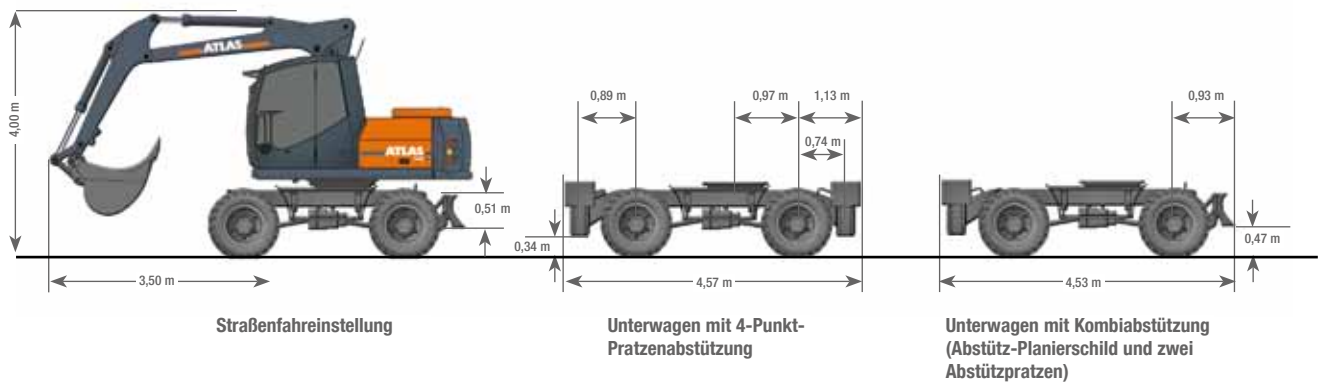 4,00 m
ATLAS
ATLAS
0,51 m
3,50 m
Straßenfahreinstellung
0,89 m
0,97 m
1,13 m
0,74 m
0,34 m
4,57 m
Unterwagen mit 4-Punkt-
Pratzenabstützung
0,93 m
0,47 m
4,53 m
Unterwagen mit Kombiabstützung
(Abstütz-Planierschild und zwei
Abstützpratzen)